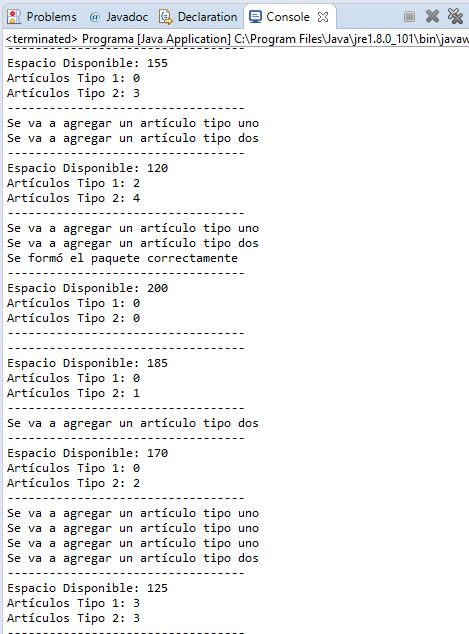 Problems @ Javadoc Declaration Console
<terminated> Programa [Java Application] C:\Program Files\Java\jre1.8.0_101\bin\javaw
----------------------------------
Espacio Disponible: 155
Artículos Tipo 1: 0
Artículos Tipo 2: 3
----------------------------------
Se va a agregar un artículo tipo uno
Se va a agregar un artículo tipo dos
----------------------------------
Espacio Disponible: 120
Artículos Tipo 1: 2
Artículos Tipo 2: 4
----------------------------------
Se va a agregar un artículo tipo uno
Se va a agregar un artículo tipo dos
Se formó el paquete correctamente
----------------------------------
Espacio Disponible: 200
Artículos Tipo 1: 0
Artículos Tipo 2: 0
----------------------------------
----------------------------------
Espacio Disponible: 185
Artículos Tipo 1: 0
Artículos Tipo 2: 1
----------------------------------
Se va a agregar un artículo tipo dos
----------------------------------
Espacio Disponible: 170
Artículos Tipo 1: 0
Artículos Tipo 2: 2
----------------------------------
Se va a agregar un artículo tipo uno
Se va a agregar un artículo tipo uno
Se va a agregar un artículo tipo uno
Se va a agregar un artículo tipo dos
----------------------------------
Espacio Disponible: 125
Artículos Tipo 1: 3
Artículos Tipo 2: 3
----------------------------------